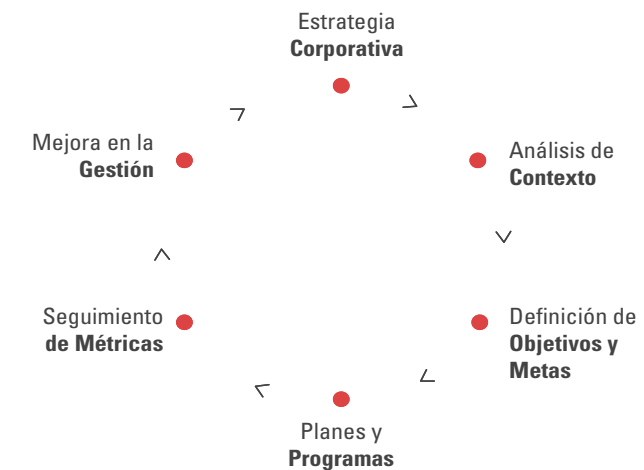 Estrategia
Corporativa
Análisis de
Contexto
Definición de
Objetivos y
Metas
Planes y
Programas
Seguimiento
de Métricas
Mejora en la
Gestión